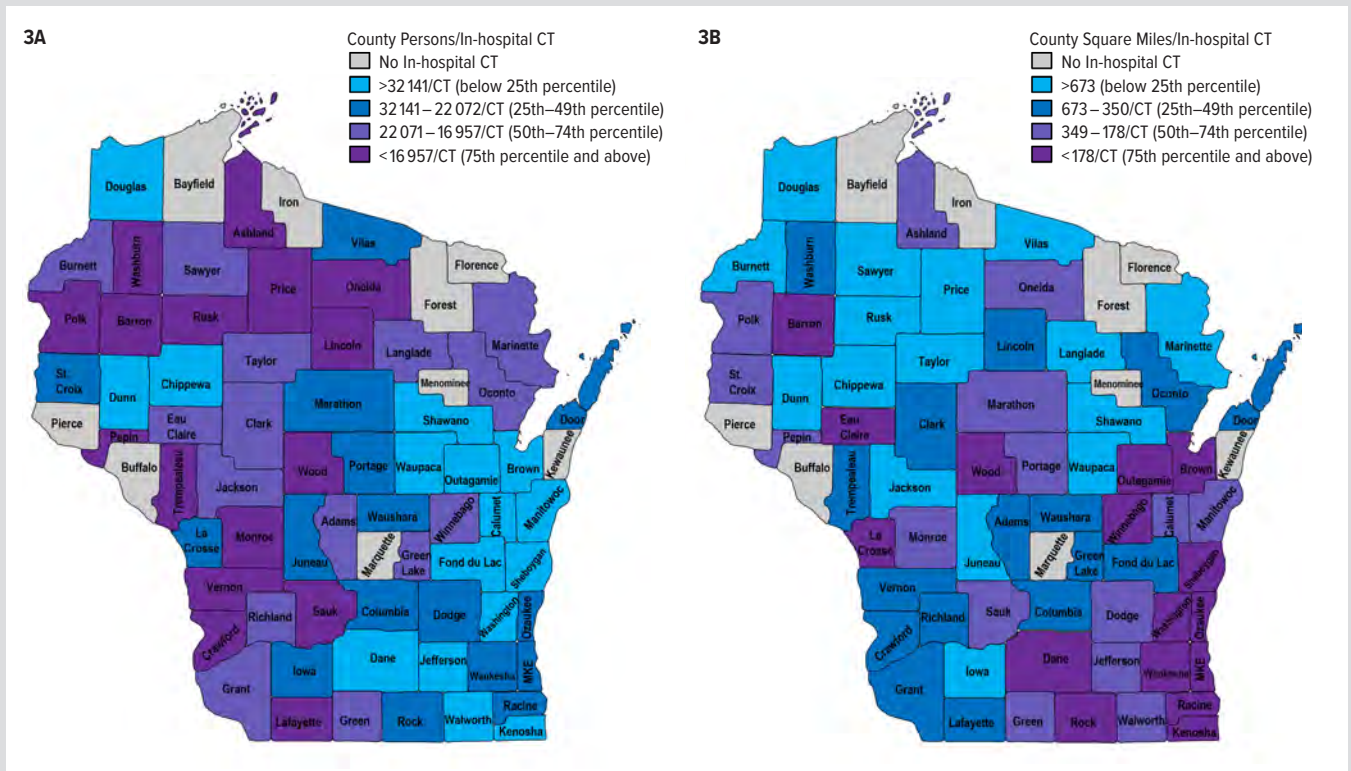 3A
County Persons/In-hospital CT
No In-hospital CT
>32 141/CT (below 25th percentile)
32 141–22 072/CT (25th–49th percentile)
22 071–16 957/CT (50th–74th percentile)
<16 957/CT (75th percentile and above)
Douglas
Bayfield
Iron
Ashland
Vilas
Burnett
Washburn
Sawyer
Florence
Forest
Price
Oneida
Polk
Barron
Rusk
Lincoln
Langlade
Marinette
Taylor
St.
Croix
Dunn
Chippewa
Menominee
Oconto
Marathon
Shawano
Pierce
Pepin
Eau
Claire
Clark
Door
Kewaunee
Buffalo
Trempealeau
Wood
Portage
Waupaca
Outagamie
Brown
Jackson
Manitowoc
La
Crosse
Monroe
Juneau
Adams
Waushara
Winnebago
Calumet
Marquette
Green
Lake
Fond du Lac
Sheboygan
Vernon
Richland
Sauk
Columbia
Dodge
Washington
Ozaukee
Crawford
Grant
Iowa
Dane
Jefferson
Waukesha
MKE
Lafayette
Green
Rock
Walworth
Racine
Kenosha
3B
County Square Miles/In-hospital CT
No In-hospital CT
>673 (below 25th percentile)
673–350/CT (25th–49th percentile)
349–178/CT (50th–74th percentile)
<178/CT (75th percentile and above)
Douglas
Bayfield
Iron
Ashland
Vilas
Burnett
Washburn
Sawyer
Florence
Forest
Price
Oneida
Polk
Barron
Rusk
Lincoln
Langlade
Marinette
Taylor
St.
Croix
Dunn
Chippewa
Menominee
Oconto
Marathon
Shawano
Pierce
Pepin
Eau
Claire
Clark
Door
Kewaunee
Buffalo
Trempealeau
Wood
Portage
Waupaca
Outagamie
Brown
Jackson
Manitowoc
La
Crosse
Monroe
Juneau
Adams
Waushara
Winnebago
Calumet
Marquette
Green
Lake
Fond du Lac
Sheboygan
Vernon
Richland
Sauk
Columbia
Dodge
Washington
Ozaukee
Crawford
Grant
Iowa
Dane
Jefferson
Waukesha
MKE
Lafayette
Green
Rock
Walworth
Racine
Kenosha